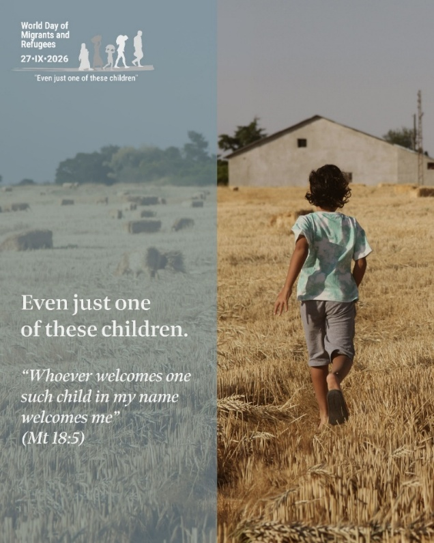 World Day of
Migrants and
Refugees
27•IX•2026
"Even just one of these children"
Even just one
of these children.
“Whoever welcomes one
such child in my name
welcomes me”
(Mt 18:5)